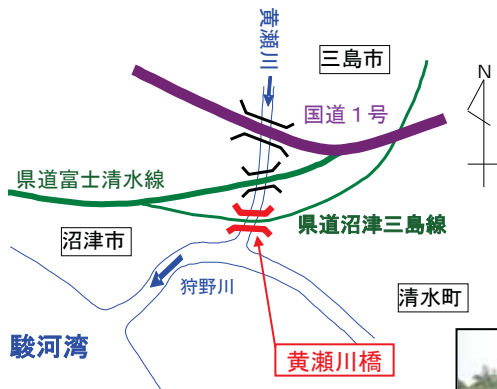 黄瀬川
三島市
国道１号
N
県道富士清水線
県道沼津三島線
沼津市
狩野川
清水町
駿河湾
黄瀬川橋